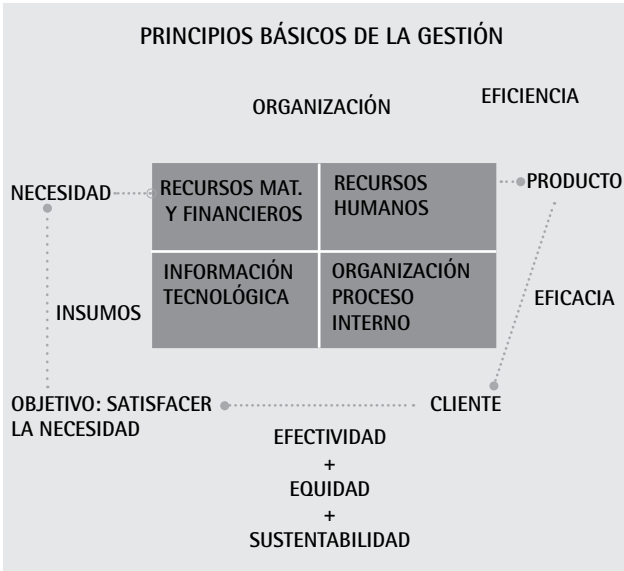 PRINCIPIOS BÁSICOS DE LA GESTIÓN
ORGANIZACIÓN
EFICIENCIA
NECESIDAD
RECURSOS MAT.
Y FINANCIEROS
RECURSOS
HUMANOS
PRODUCTO
INSUMOS
INFORMACIÓN
TECNOLÓGICA
ORGANIZACIÓN
PROCESO
INTERNO
EFICACIA
OBJETIVO: SATISFACER
LA NECESIDAD
CLIENTE
EFECTIVIDAD
+
EQUIDAD
+
SUSTENTABILIDAD